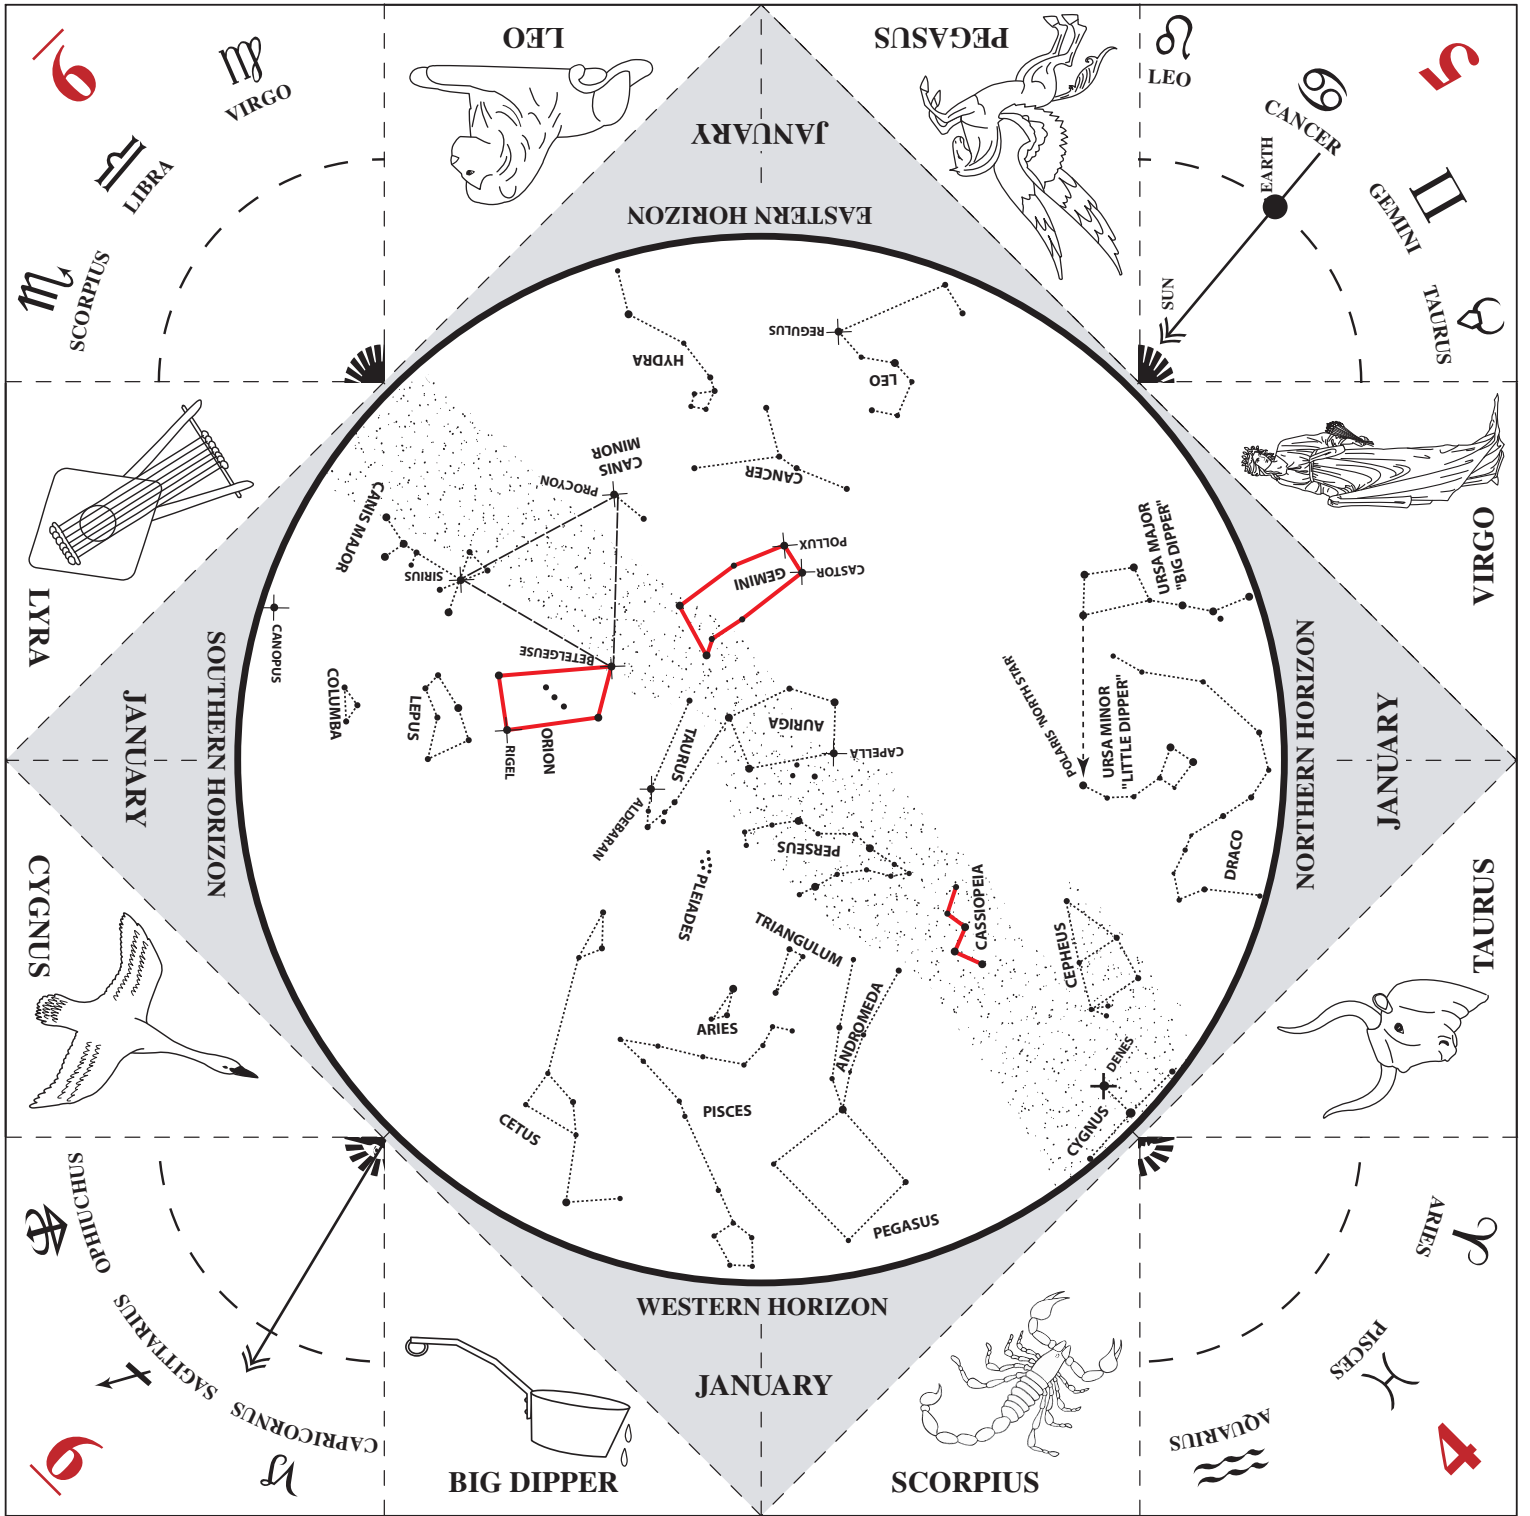 6
VIRGO
LIBRA
SCORPIUS
LEO
PEGASUS
LEO
CANCER
EARTH
SUN
GEMINI
TAURUS
5
JANUARY
EASTERN HORIZON
LYRA
VIRGO
JANUARY
SOUTHERN HORIZON
NORTHERN HORIZON
JANUARY
REGULUS
HYDRA
LEO
CANIS
MINOR
PROCYON
CANCER
CANIS MAJOR
SIRIUS
POLLUX
GEMINI
CASTOR
URSA MAJOR
"BIG DIPPER"
CANOPUS
BETELGEUSE
COLUMBA
LEPUS
RIGEL
ORION
TAURUS
AURIGA
CAPELLA
POLARIS 'NORTH STAR'
URSA MINOR
"LITTLE DIPPER"
ALDEBARAN
PERSEUS
DRACO
PLEIADES
CASSIOPEIA
TRIANGULUM
CEPHEUS
ARIES
ANDROMEDA
DENES
CETUS
PISCES
CYGNUS
PEGASUS
CYGNUS
TAURUS
WESTERN HORIZON
JANUARY
OPHIUCHUS
SAGITTARIUS
CAPRICORNUS
6
BIG DIPPER
SCORPIUS
ARIES
PISCES
AQUARIUS
4